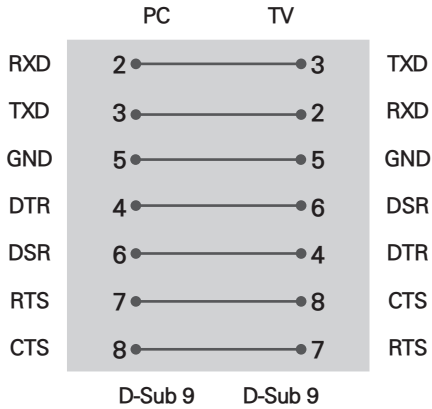 PC TV
RXD 2 3 TXD
TXD 3 2 RXD
GND 5 5 GND
DTR 4 6 DSR
DSR 6 4 DTR
RTS 7 8 CTS
CTS 8 7 RTS
D-Sub 9 D-Sub 9